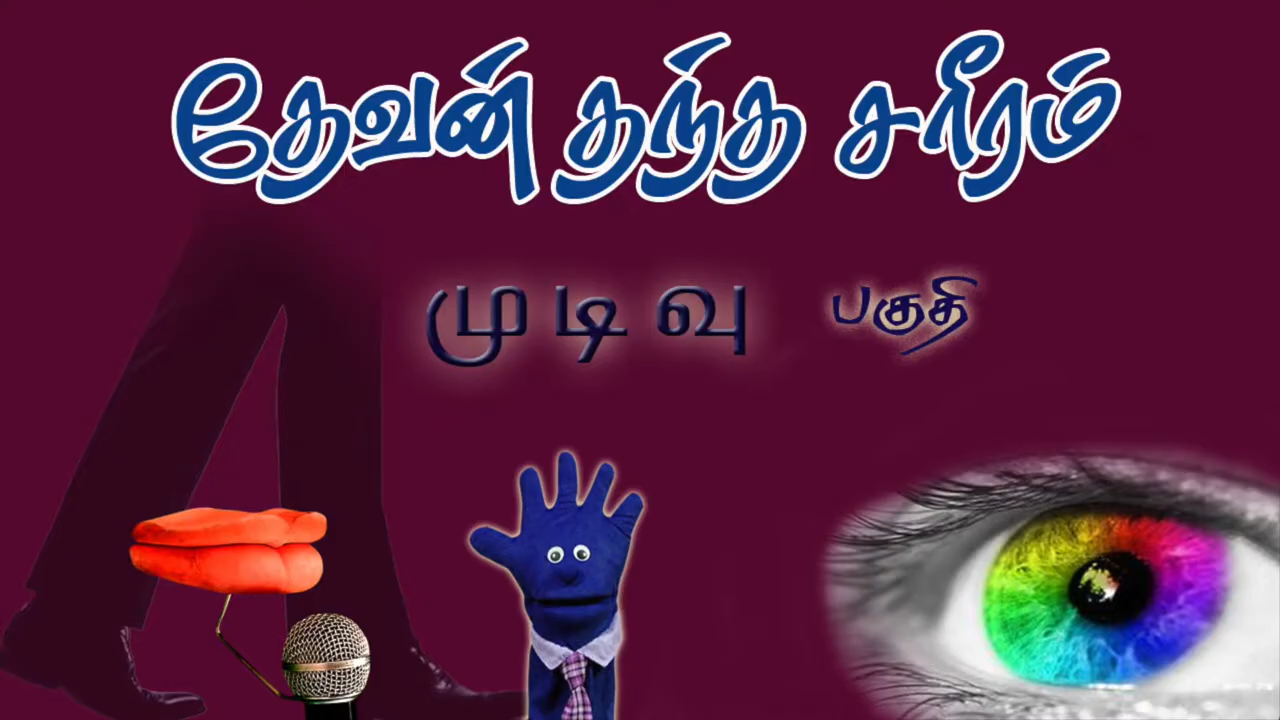 தேவன் தந்த சரீரம்
முடிவு பகுதி